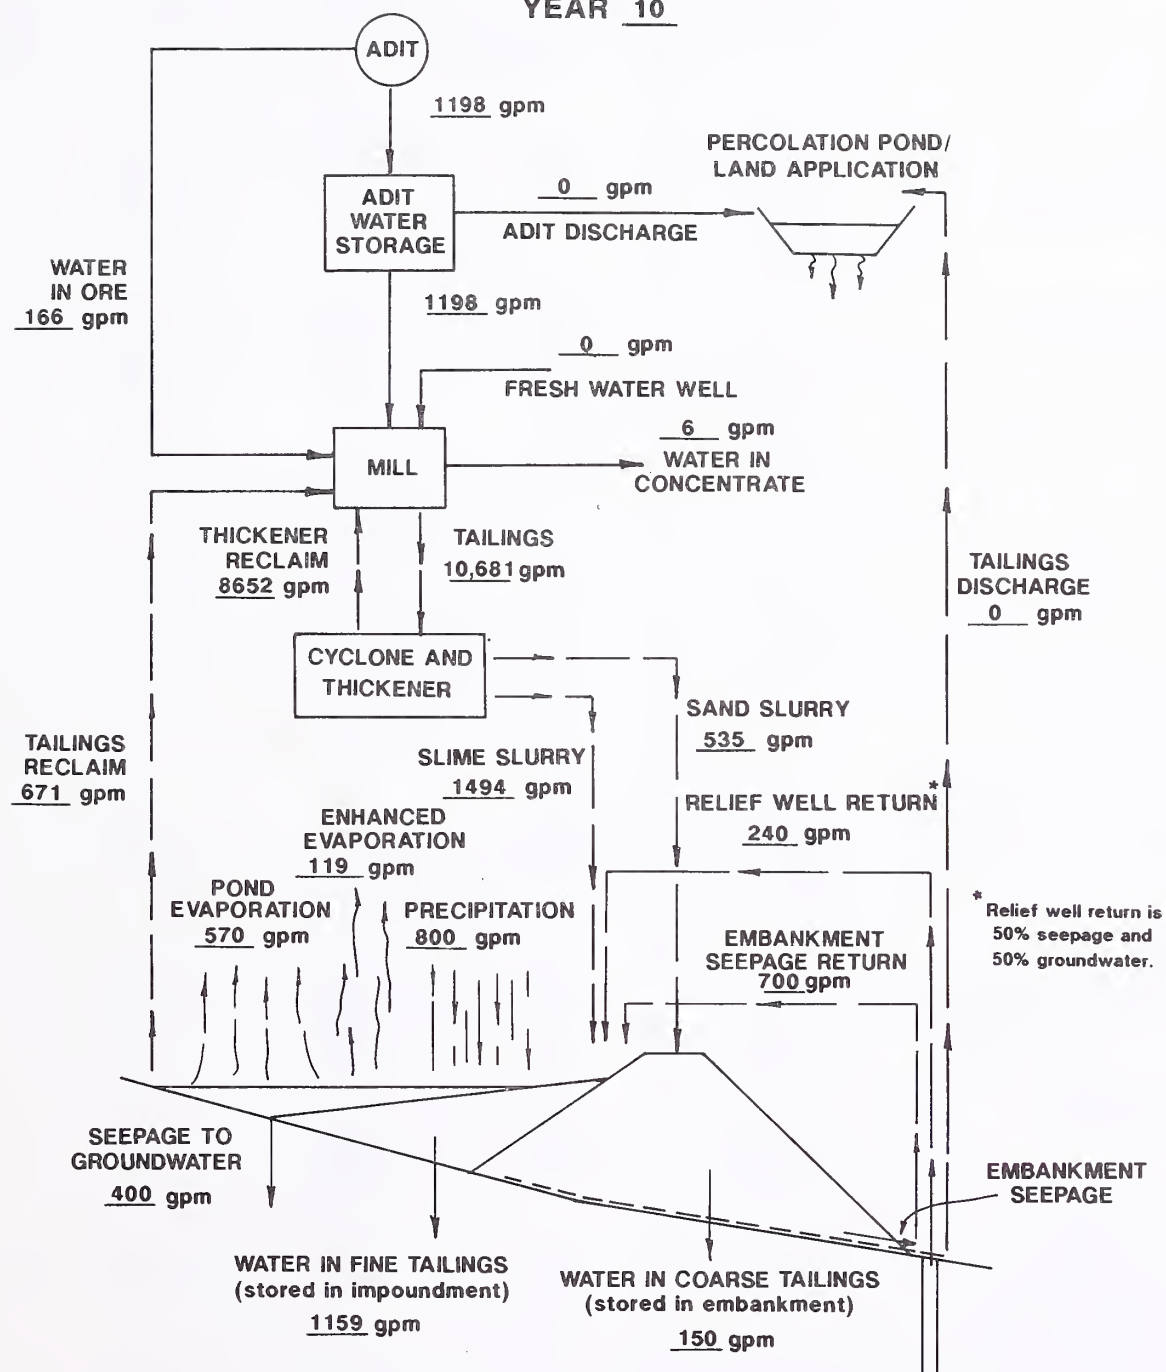 YEAR 10
ADIT
1198 gpm
PERCOLATION POND/
LAND APPLICATION
ADIT
WATER
STORAGE
0 gpm
ADIT DISCHARGE
WATER
IN ORE
166 gpm
1198 gpm
0 gpm
FRESH WATER WELL
6 gpm
WATER IN
CONCENTRATE
MILL
THICKENER
RECLAIM
8652 gpm
TAILINGS
10,681 gpm
TAILINGS
DISCHARGE
0 gpm
CYCLONE AND
THICKENER
SAND SLURRY
535 gpm
TAILINGS
RECLAIM
671 gpm
SLIME SLURRY
1494 gpm
RELIEF WELL RETURN*
240 gpm
ENHANCED
EVAPORATION
119 gpm
POND
EVAPORATION
570 gpm
PRECIPITATION
800 gpm
* Relief well return is
50% seepage and
50% groundwater.
EMBANKMENT
SEEPAGE RETURN
700 gpm
SEEPAGE TO
GROUNDWATER
400 gpm
EMBANKMENT
SEEPAGE
WATER IN FINE TAILINGS
(stored in impoundment)
1159 gpm
WATER IN COARSE TAILINGS
(stored in embankment)
150 gpm